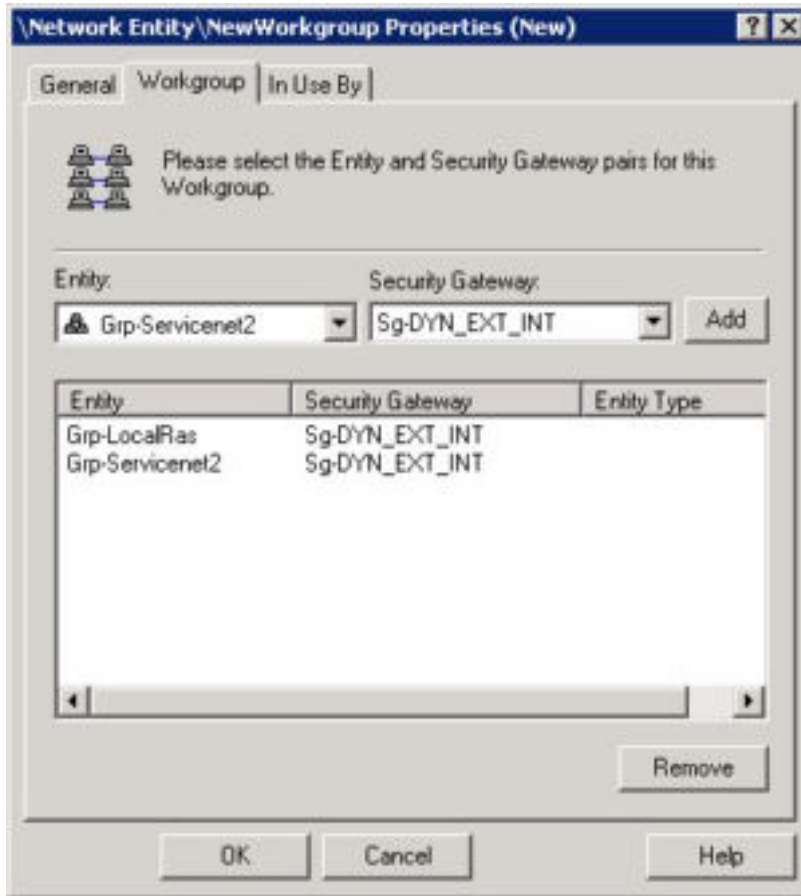 \Network Entity\NewWorkgroup Properties (New)
General Workgroup In Use By
Please select the Entity and Security Gateway pairs for this
Workgroup.
Entity: Security Gateway:
Grp-Servicenet2 Sg-DYN_EXT_INT Add
Entity Security Gateway Entity Type
Grp-LocalRas Sg-DYN_EXT_INT
Grp-Servicenet2 Sg-DYN_EXT_INT
Remove
OK Cancel Help